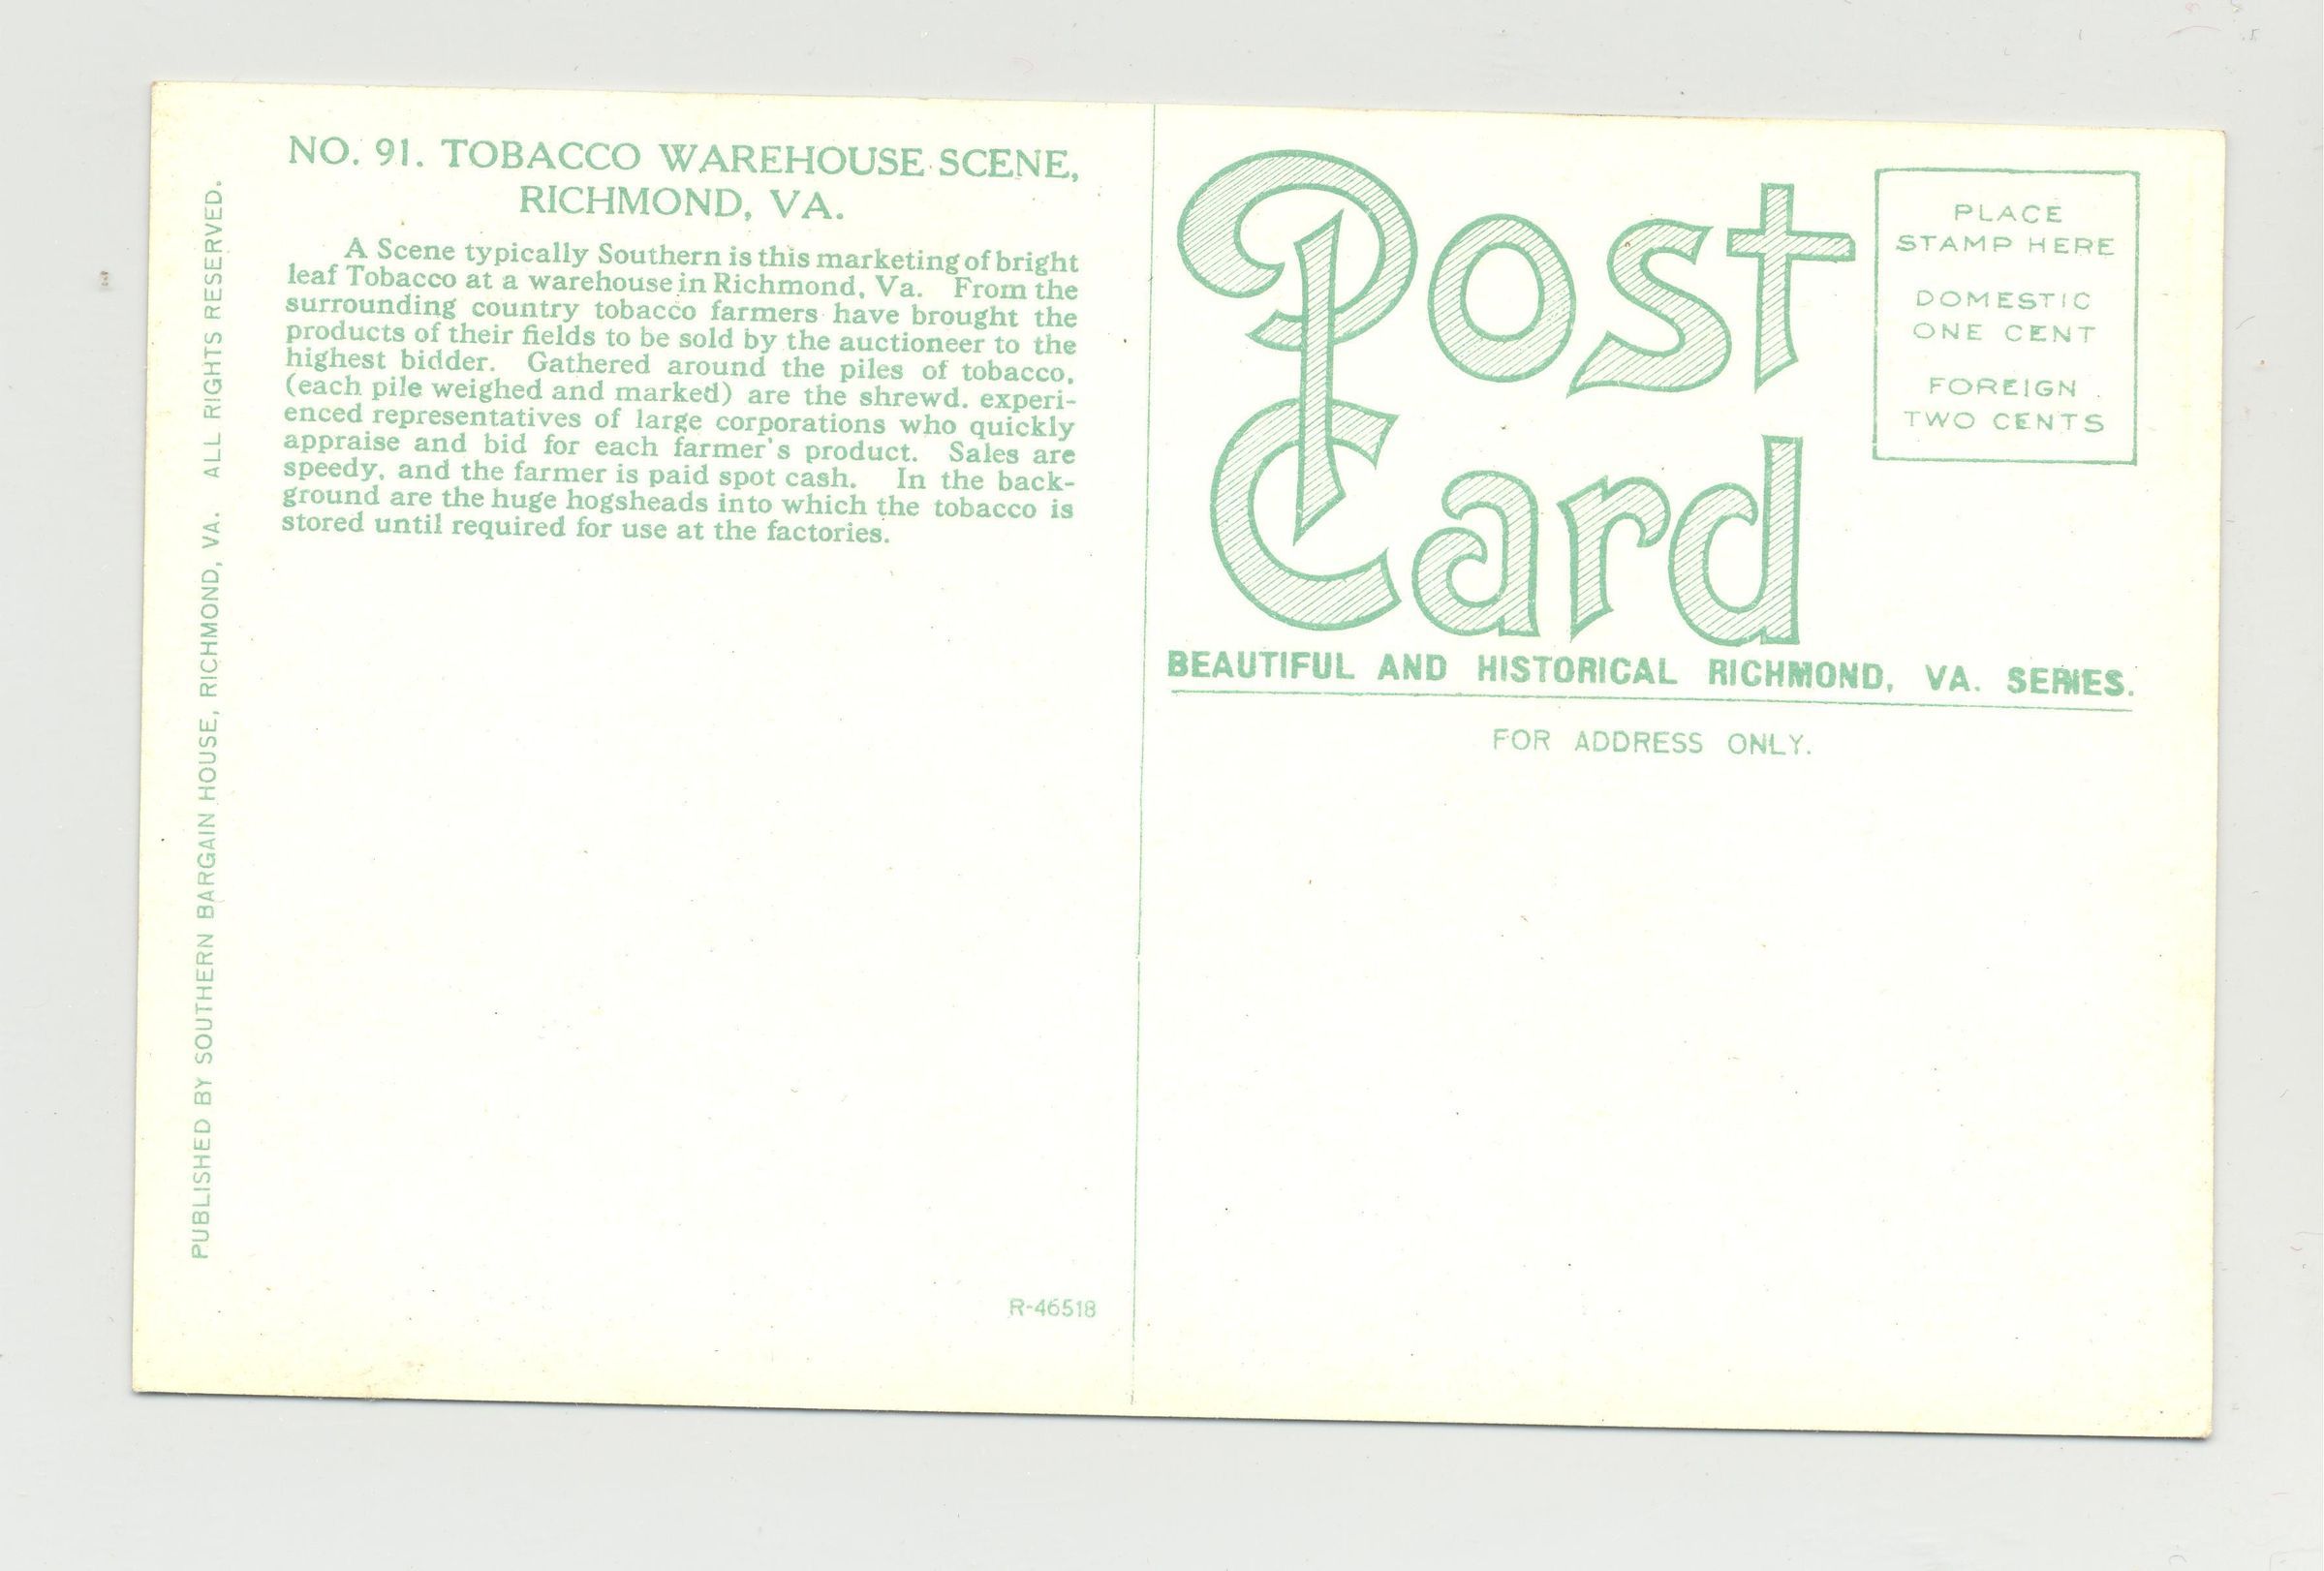 NO. 91. TOBACCO WAREHOUSE SCENE,
RICHMOND, VA.
A Scene typically Southern is this marketing of bright
leaf Tobacco at a warehouse in Richmond, Va. From the
surrounding country tobacco farmers have brought the
products of their fields to be sold by the auctioneer to the
highest bidder. Gathered around the piles of tobacco,
(each pile weighed and marked) are the shrewd. experi-
enced representatives of large corporations who quickly
appraise and bid for each farmer's product. Sales are
speedy, and the farmer is paid spot cash. In the back-
ground are the huge hogsheads into which the tobacco is
stored until required for use at the factories.
PUBLISHED BY SOUTHERN BARGAIN HOUSE, RICHMOND, VA. ALL RIGHTS RESERVED.
R-46518
Post
Card
PLACE
STAMP HERE
DOMESTIC
ONE CENT
FOREIGN
TWO CENTS
BEAUTIFUL AND HISTORICAL RICHMOND, VA. SERIES.
FOR ADDRESS ONLY.